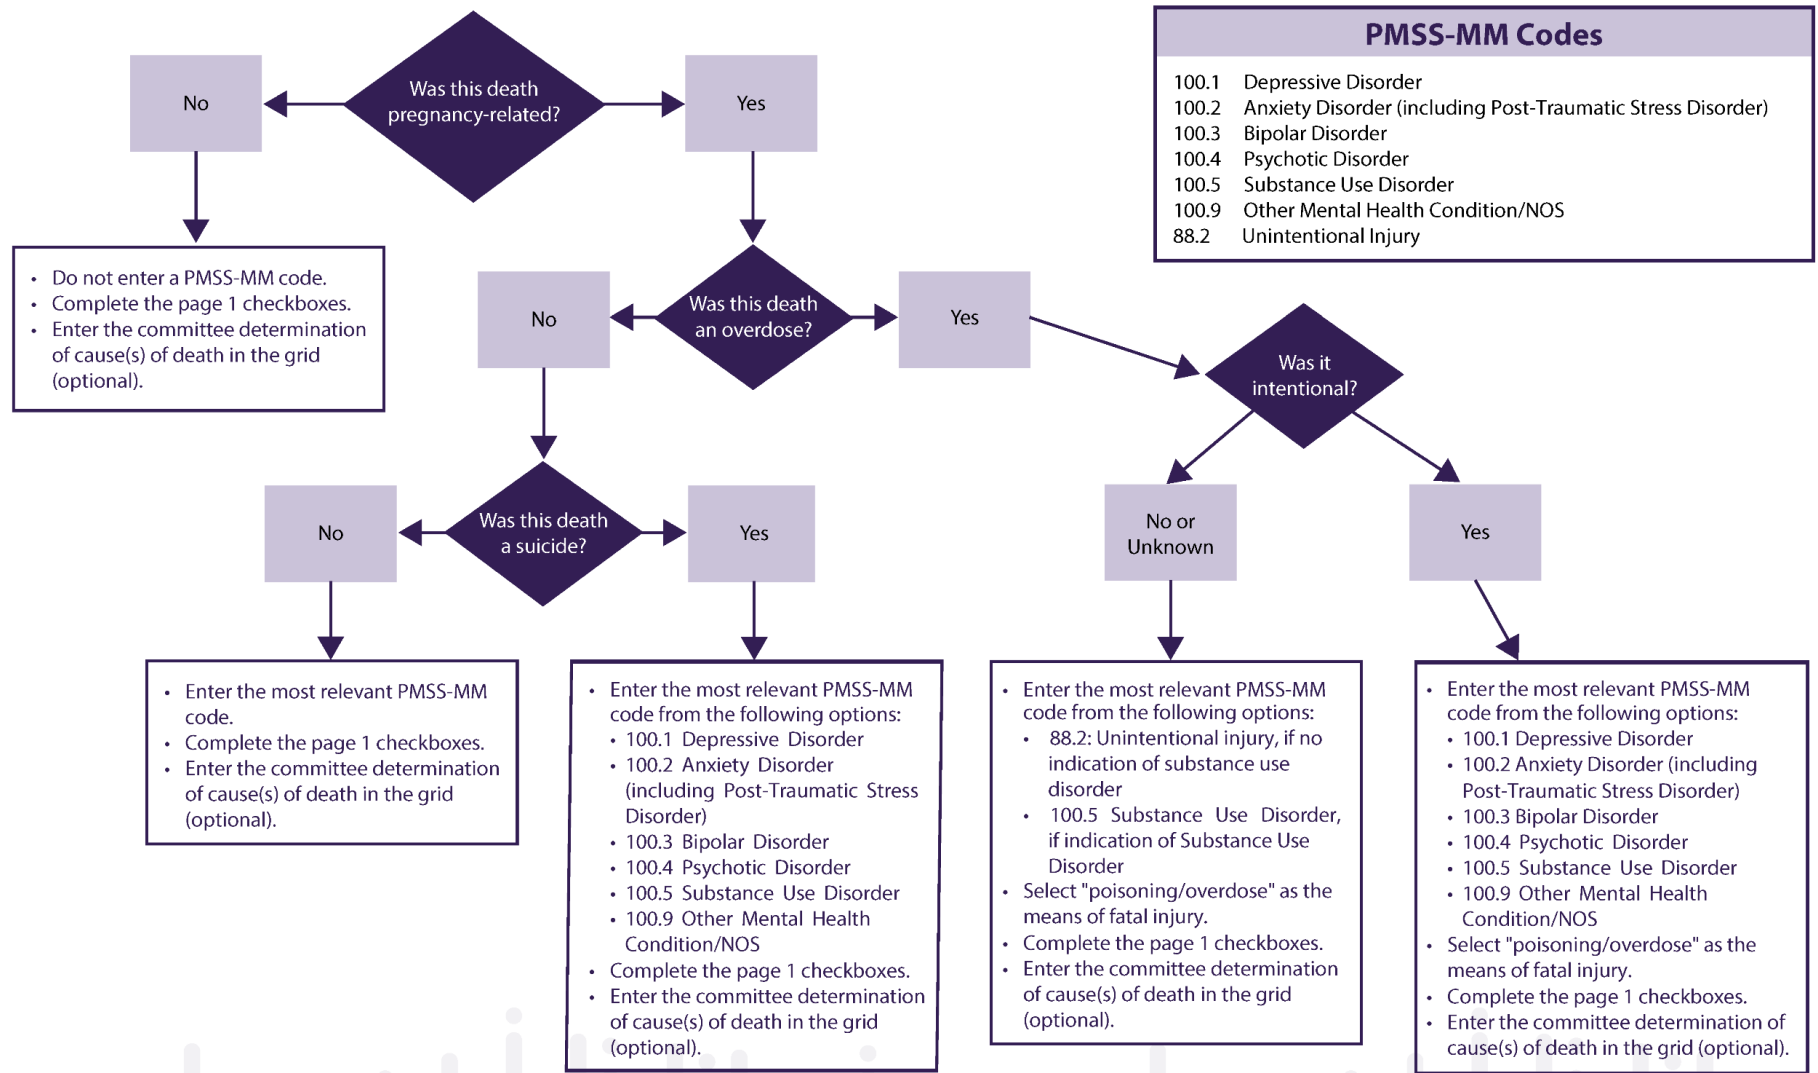 PMSS-MM Codes
100.1 Depressive Disorder
100.2 Anxiety Disorder (including Post-Traumatic Stress Disorder)
100.3 Bipolar Disorder
100.4 Psychotic Disorder
100.5 Substance Use Disorder
100.9 Other Mental Health Condition/NOS
88.2 Unintentional Injury
Was this death
pregnancy-related?
No
Yes
• Do not enter a PMSS-MM code.
• Complete the page 1 checkboxes.
• Enter the committee determination
of cause(s) of death in the grid
(optional).
Was this death
an overdose?
No
Yes
Was it
intentional?
Was this death
a suicide?
No
Yes
No or
Unknown
Yes
• Enter the most relevant PMSS-MM
code.
• Complete the page 1 checkboxes.
• Enter the committee determination
of cause(s) of death in the grid
(optional).
• Enter the most relevant PMSS-MM
code from the following options:
• 100.1 Depressive Disorder
• 100.2 Anxiety Disorder
(including Post-Traumatic Stress
Disorder)
• 100.3 Bipolar Disorder
• 100.4 Psychotic Disorder
• 100.5 Substance Use Disorder
• 100.9 Other Mental Health
Condition/NOS
• Complete the page 1 checkboxes.
• Enter the committee determination
of cause(s) of death in the grid
(optional).
• Enter the most relevant PMSS-MM
code from the following options:
• 88.2: Unintentional injury, if no
indication of substance use
disorder
• 100.5 Substance Use Disorder,
if indication of Substance Use
Disorder
• Select "poisoning/overdose" as the
means of fatal injury.
• Complete the page 1 checkboxes.
• Enter the committee determination
of cause(s) of death in the grid
(optional).
• Enter the most relevant PMSS-MM
code from the following options:
• 100.1 Depressive Disorder
• 100.2 Anxiety Disorder (including
Post-Traumatic Stress Disorder)
• 100.3 Bipolar Disorder
• 100.4 Psychotic Disorder
• 100.5 Substance Use Disorder
• 100.9 Other Mental Health
Condition/NOS
• Select "poisoning/overdose" as the
means of fatal injury.
• Complete the page 1 checkboxes.
• Enter the committee determination of
cause(s) of death in the grid (optional).